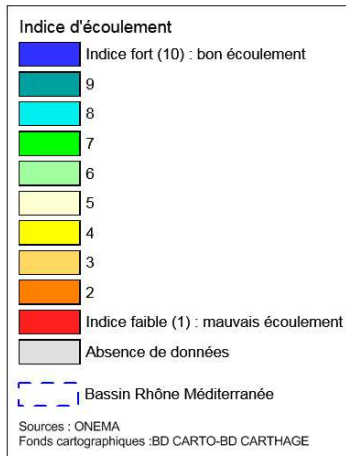 Indice d'écoulement
Indice fort (10) : bon écoulement
9
8
7
6
5
4
3
2
Indice faible (1) : mauvais écoulement
Absence de données
Bassin Rhône Méditerranée
Sources : ONEMA
Fonds cartographiques :BD CARTO-BD CARTHAGE